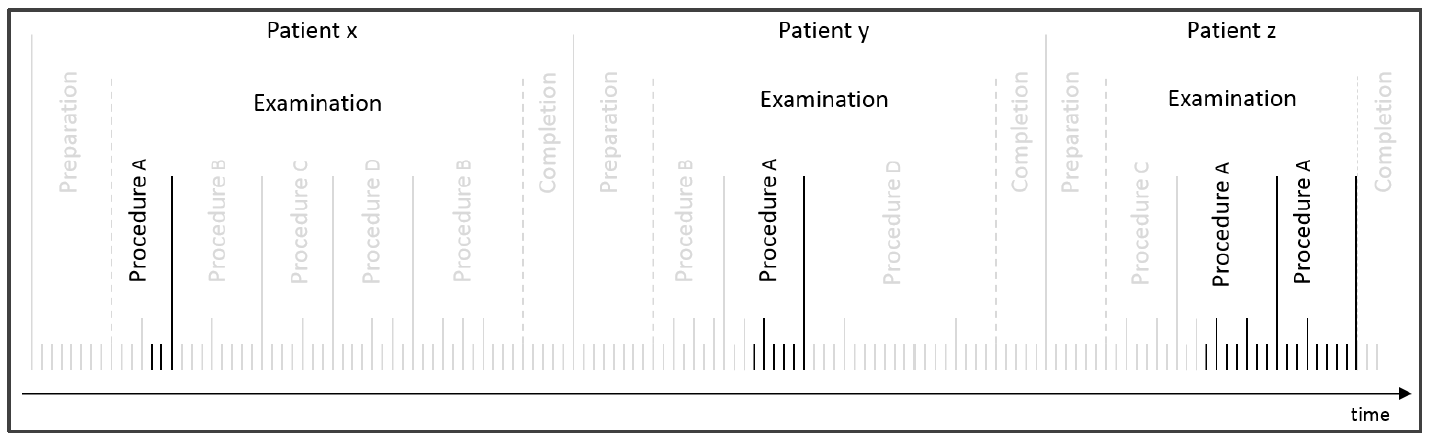 Patient x
Patient y
Patient z
Preparation
Examination
Completion
Preparation
Examination
Completion
Preparation
Examination
Completion
Procedure A
Procedure B
Procedure C
Procedure D
Procedure B
Procedure B
Procedure A
Procedure D
Procedure C
Procedure A
Procedure A
time